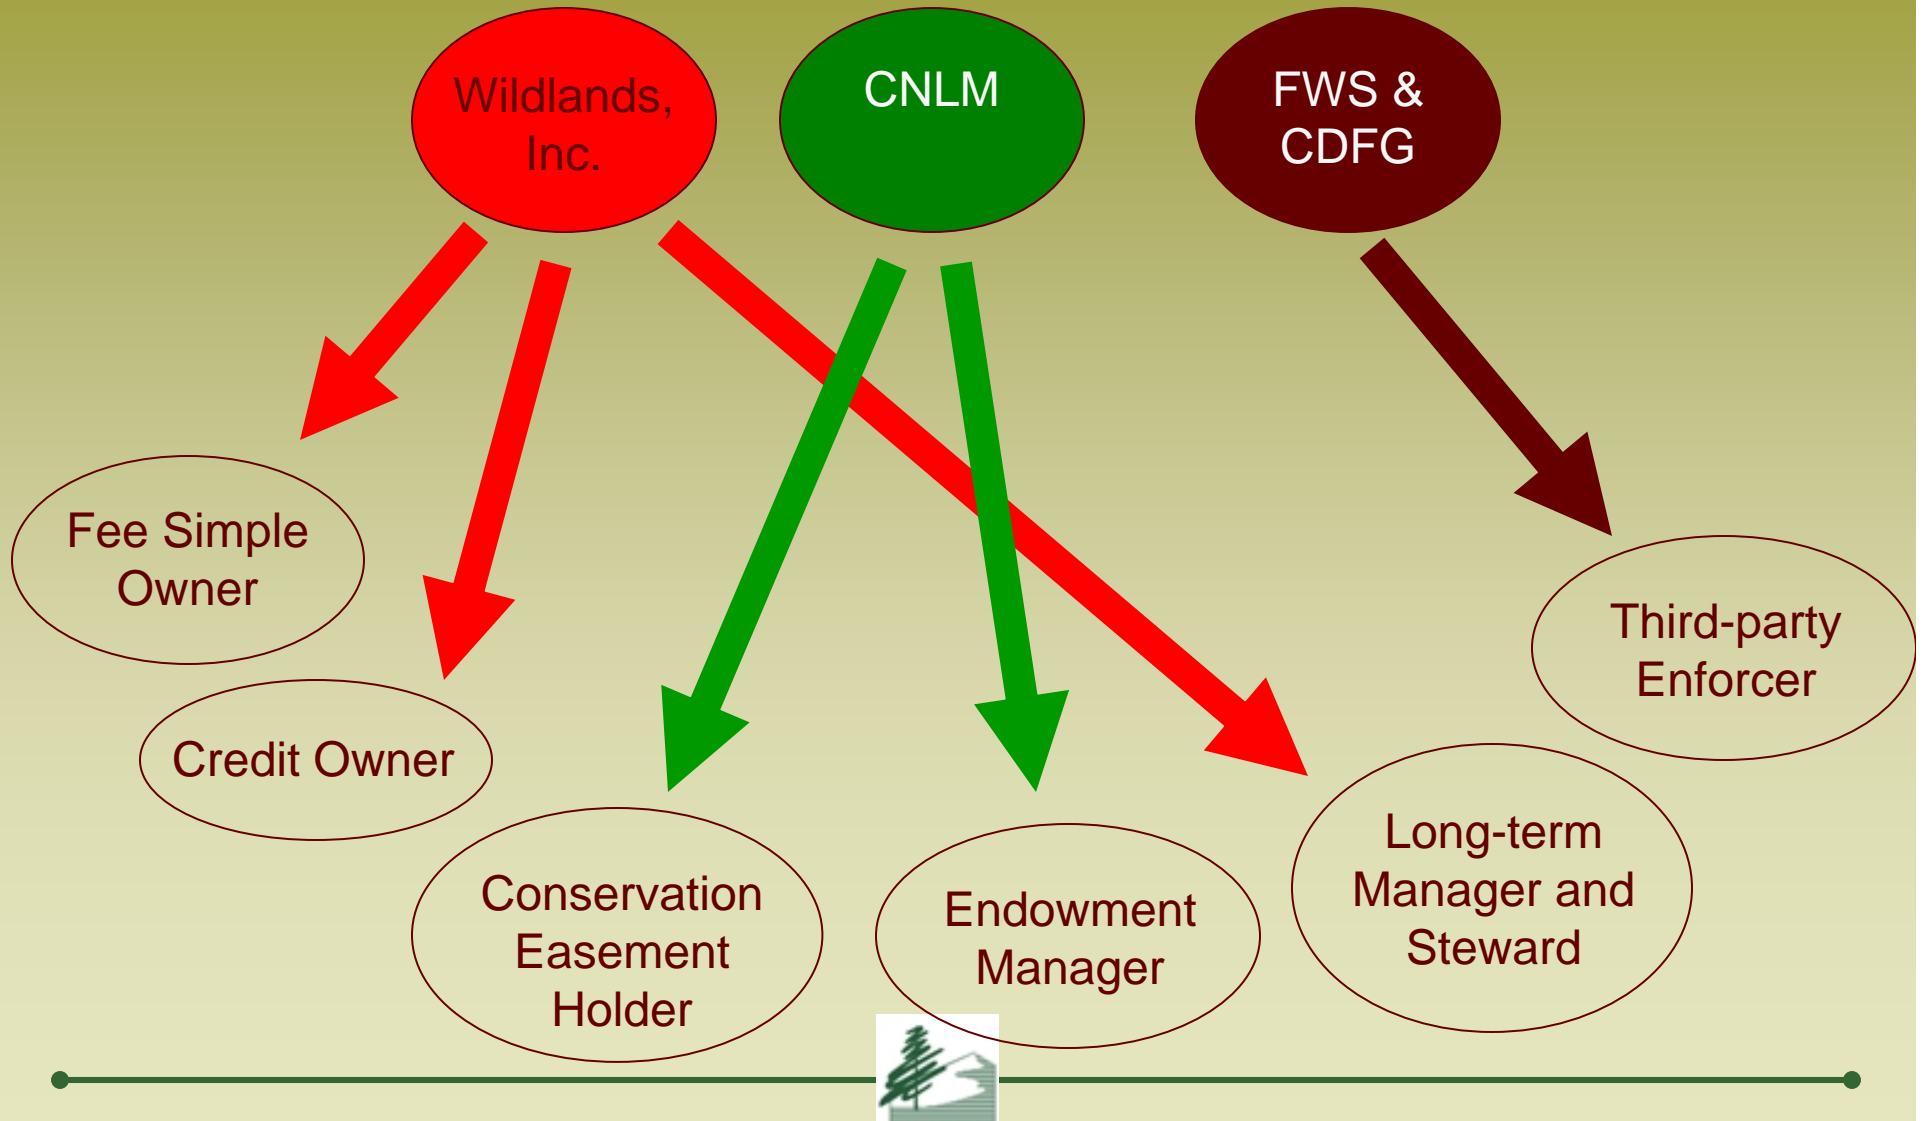 Wildlands,
Inc.
CNLM
FWS &
CDFG
Fee Simple
Owner
Credit Owner
Conservation
Easement
Holder
Endowment
Manager
Long-term
Manager and
Steward
Third-party
Enforcer